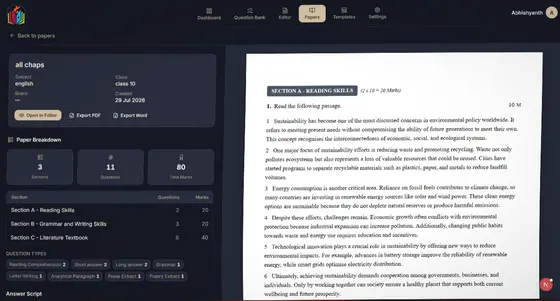 Dashboard
Question Bank
Editor
Papers
Templates
Settings
Abhishyanth
A
← Back to papers
all chaps
Subject
english
Class
class 10
Board
—
Created
29 Jul 2026
Open in Editor
Export PDF
Export Word
Paper Breakdown
3
Sections
11
Questions
80
Total Marks
Section Questions Marks
Section A - Reading Skills 2 20
Section B - Grammar and Writing Skills 3 20
Section C - Literature Textbook 6 40
QUESTION TYPES
Reading Comprehension 2
Short answer 2
Long answer 2
Grammar 1
Letter Writing 1
Analytical Paragraph 1
Prose Extract 1
Poetry Extract 1
Answer Script
SECTION A - READING SKILLS (2 x 10 = 20 Marks)
1. Read the following passage. 10 M
1 Sustainability has become one of the most discussed concerns in environmental policy worldwide. It
refers to meeting present needs without compromising the ability of future generations to meet their own.
This concept recognises the interconnectedness of economic, social, and ecological systems.
2 One major focus of sustainability efforts is reducing waste and promoting recycling. Waste not only
pollutes ecosystems but also represents a loss of valuable resources that could be reused. Cities have
started programs to separate recyclable materials such as plastics, paper, and metals to reduce landfill
volumes.
3 Energy consumption is another critical area. Reliance on fossil fuels contributes to climate change, so
many countries are investing in renewable energy sources like solar and wind power. These clean energy
options are sustainable because they do not deplete natural reserves or produce harmful emissions.
4 Despite these efforts, challenges remain. Economic growth often conflicts with environmental
protection because industrial expansion can increase pollution. Additionally, changing public habits
towards waste and energy use requires education and incentives.
5 Technological innovation plays a crucial role in sustainability by offering new ways to reduce
environmental impacts. For example, advances in battery storage improve the reliability of renewable
energy, while smart grids optimise electricity distribution.
6 Ultimately, achieving sustainability demands cooperation among governments, businesses, and
individuals. Only by working together can society ensure a healthy planet that supports both current
wellbeing and future prosperity.
N